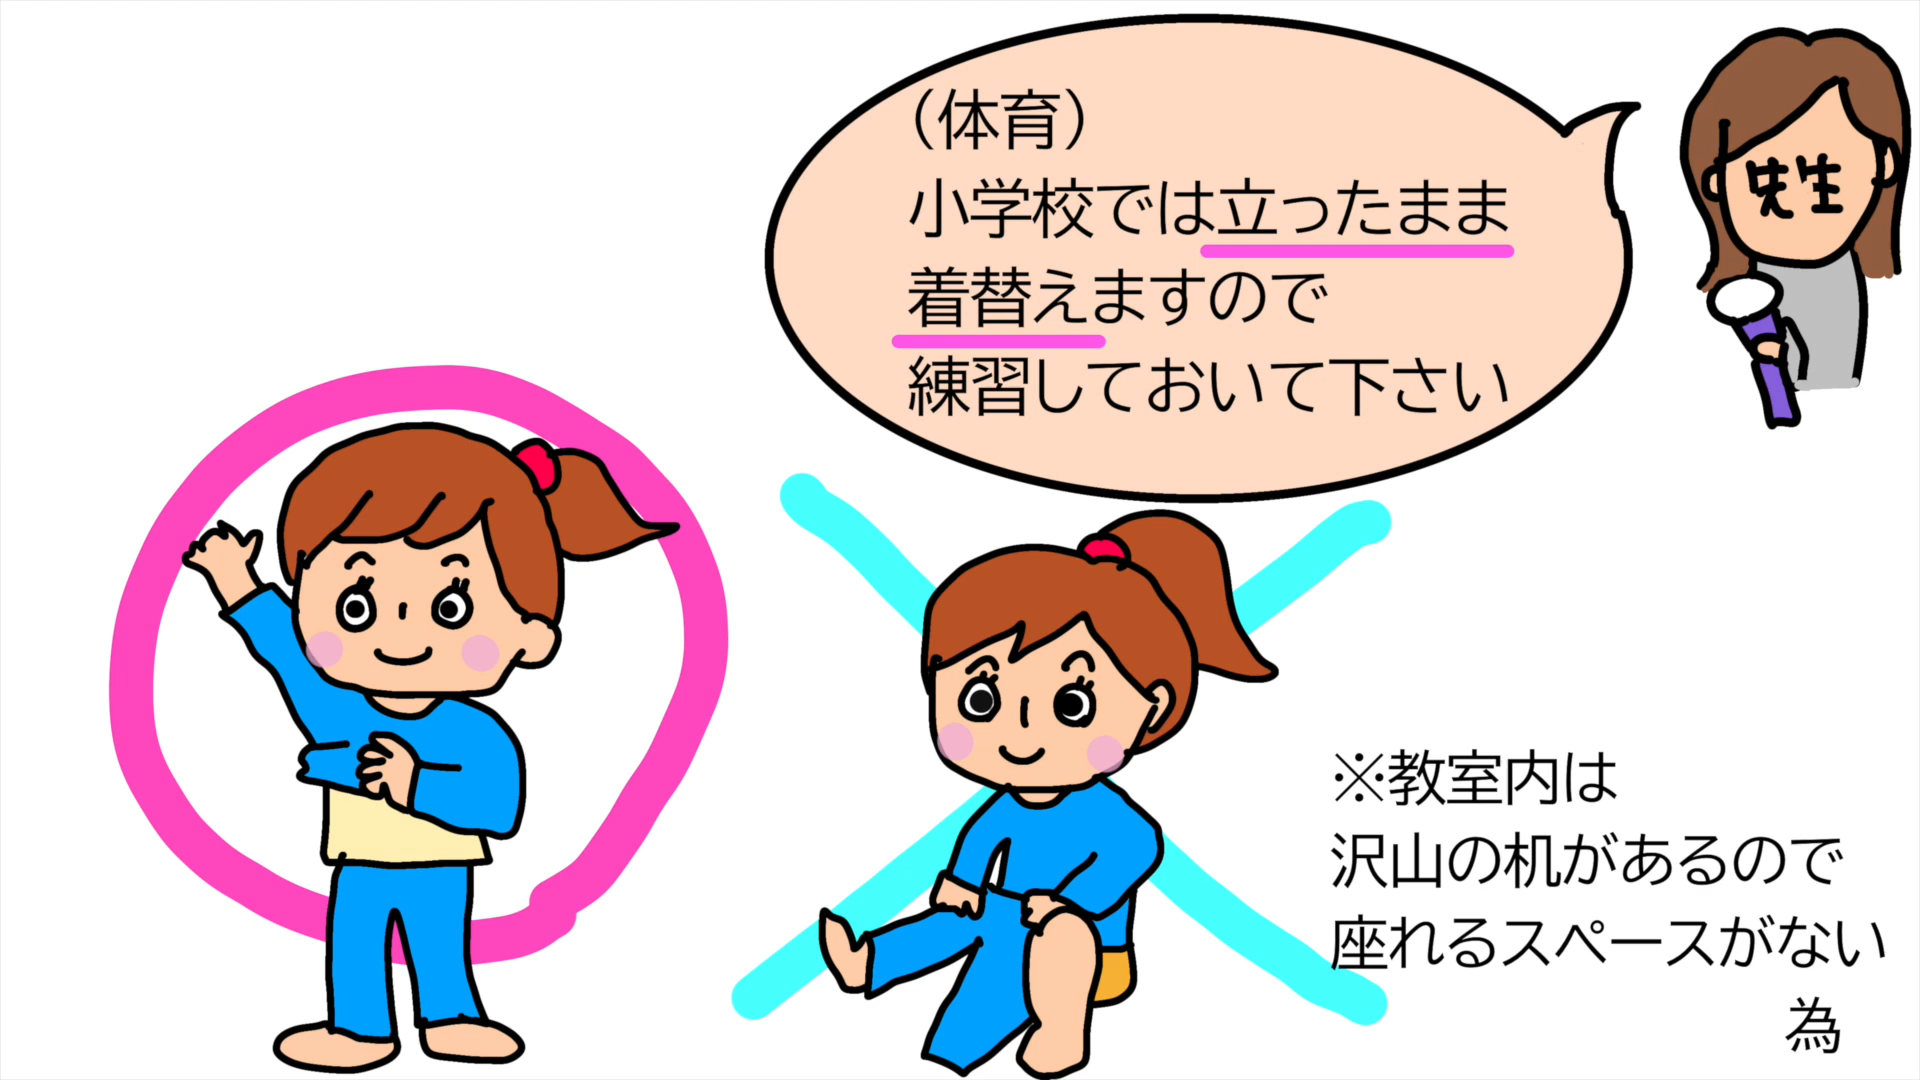 （体育）
小学校では立ったまま
着替えますので
練習しておいて下さい
先生
※教室内は
沢山の机があるので
座れるスペースがない
為